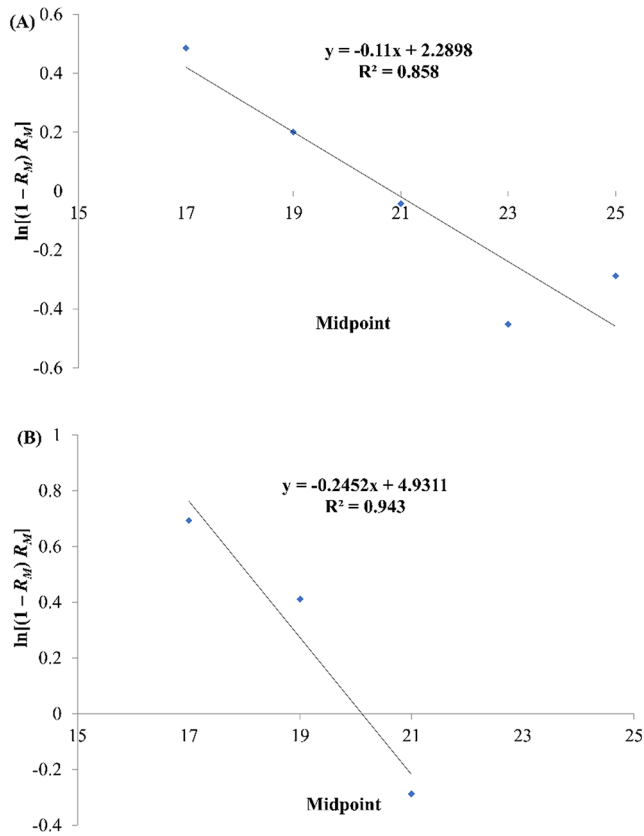 (A)
0.6
y = -0.11x + 2.2898
R² = 0.858
0.4
0.2
0
15 17 19 21 23 25
-0.2
-0.4
-0.6
ln[(1 − R_M) R_M]
Midpoint
(B)
1
y = -0.2452x + 4.9311
R² = 0.943
0.8
0.6
0.4
0.2
0
15 17 19 21 23 25
-0.2
-0.4
ln[(1 − R_M) R_M]
Midpoint